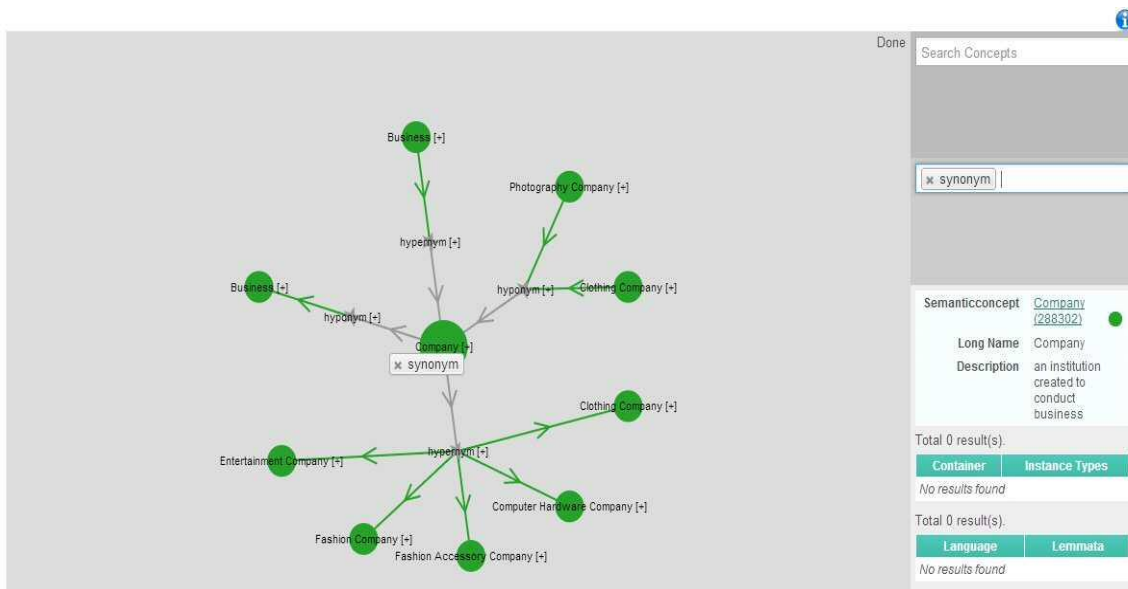 Done
Search Concepts
Business [+]
Photography Company [+]
synonym
hypernym [+]
Business [+]
hyponym [+]
Clothing Company [+]
hyponym [+]
Company [+]
synonym
Semanticconcept Company (288302)
Long Name Company
Description an institution
created to
conduct
business
Clothing Company [+]
Total 0 result(s).
hypernym [+]
Entertainment Company [+]
Container Instance Types
No results found
Computer Hardware Company [+]
Total 0 result(s).
Fashion Company [+]
Language Lemmata
Fashion Accessory Company [+]
No results found